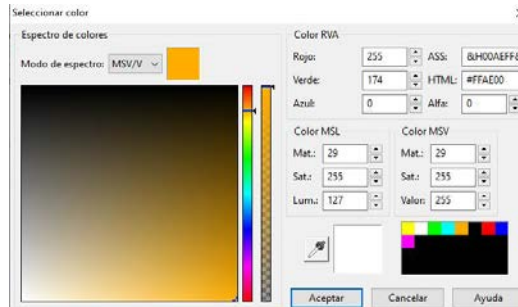 Seleccionar color
Espectro de colores
Modo de espectro: MSV/V
Color RVA
Rojo: 255 ASS: &H00AEFF&
Verde: 174 HTML: #FFAE00
Azul: 0 Alfa: 0
Color MSL
Mat.: 29
Sat.: 255
Lum.: 127
Color MSV
Mat.: 29
Sat.: 255
Valor: 255
Aceptar Cancelar Ayuda